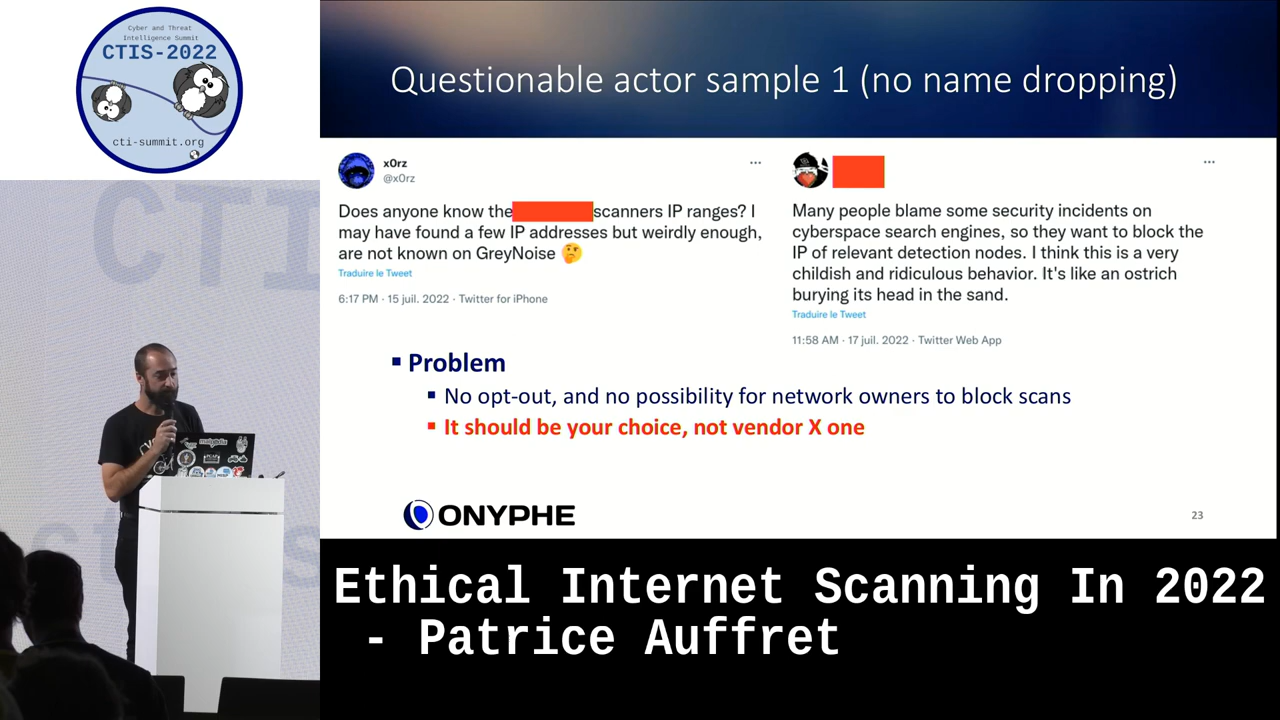 Cyber and Threat
Intelligence Summit
CTIS-2022
cti-summit.org
CTI
Questionable actor sample 1 (no name dropping)
x0rz
@x0rz
Does anyone know the scanners IP ranges? I
may have found a few IP addresses but weirdly enough,
are not known on GreyNoise 🤔
Traduire le Tweet
6:17 PM · 15 juil. 2022 · Twitter for iPhone
Many people blame some security incidents on
cyberspace search engines, so they want to block the
IP of relevant detection nodes. I think this is a very
childish and ridiculous behavior. It's like an ostrich
burying its head in the sand.
Traduire le Tweet
11:58 AM · 17 juil. 2022 · Twitter Web App
▪ Problem
▪ No opt-out, and no possibility for network owners to block scans
▪ It should be your choice, not vendor X one
ONYPHE
23
Ethical Internet Scanning In 2022
- Patrice Auffret